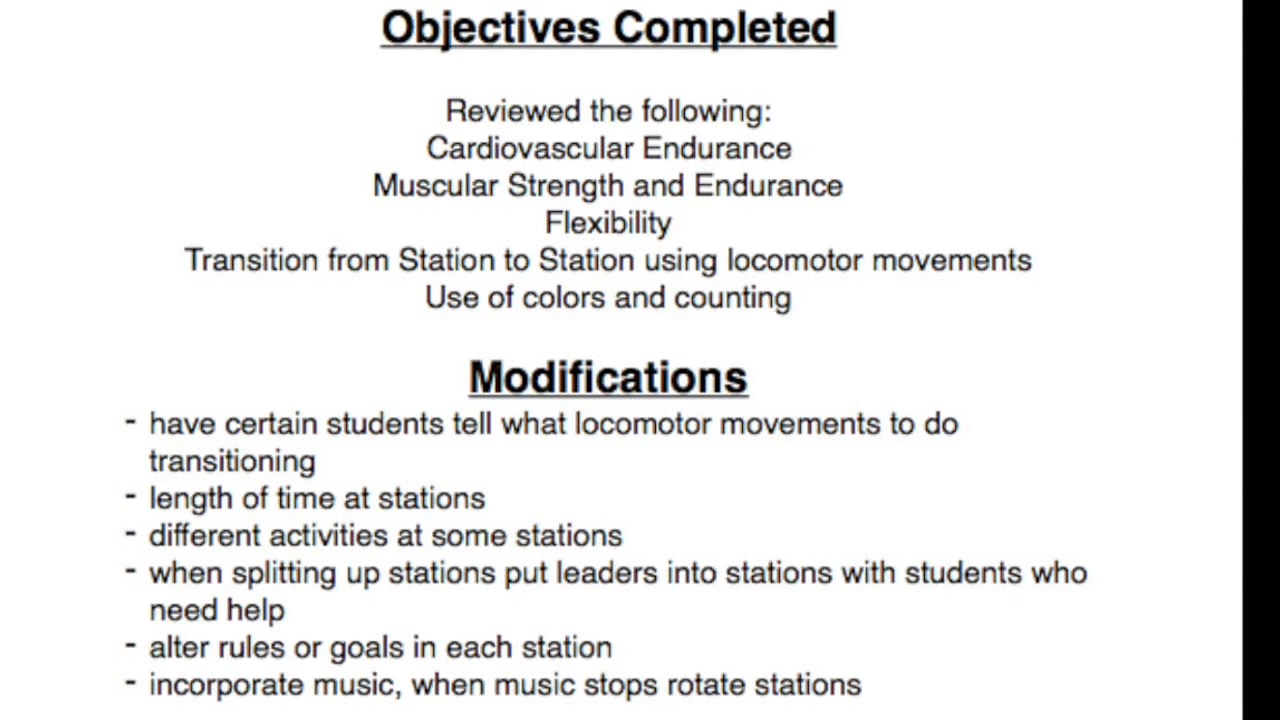 Objectives Completed
Reviewed the following:
Cardiovascular Endurance
Muscular Strength and Endurance
Flexibility
Transition from Station to Station using locomotor movements
Use of colors and counting
Modifications
- have certain students tell what locomotor movements to do
transitioning
- length of time at stations
- different activities at some stations
- when splitting up stations put leaders into stations with students who
need help
- alter rules or goals in each station
- incorporate music, when music stops rotate stations